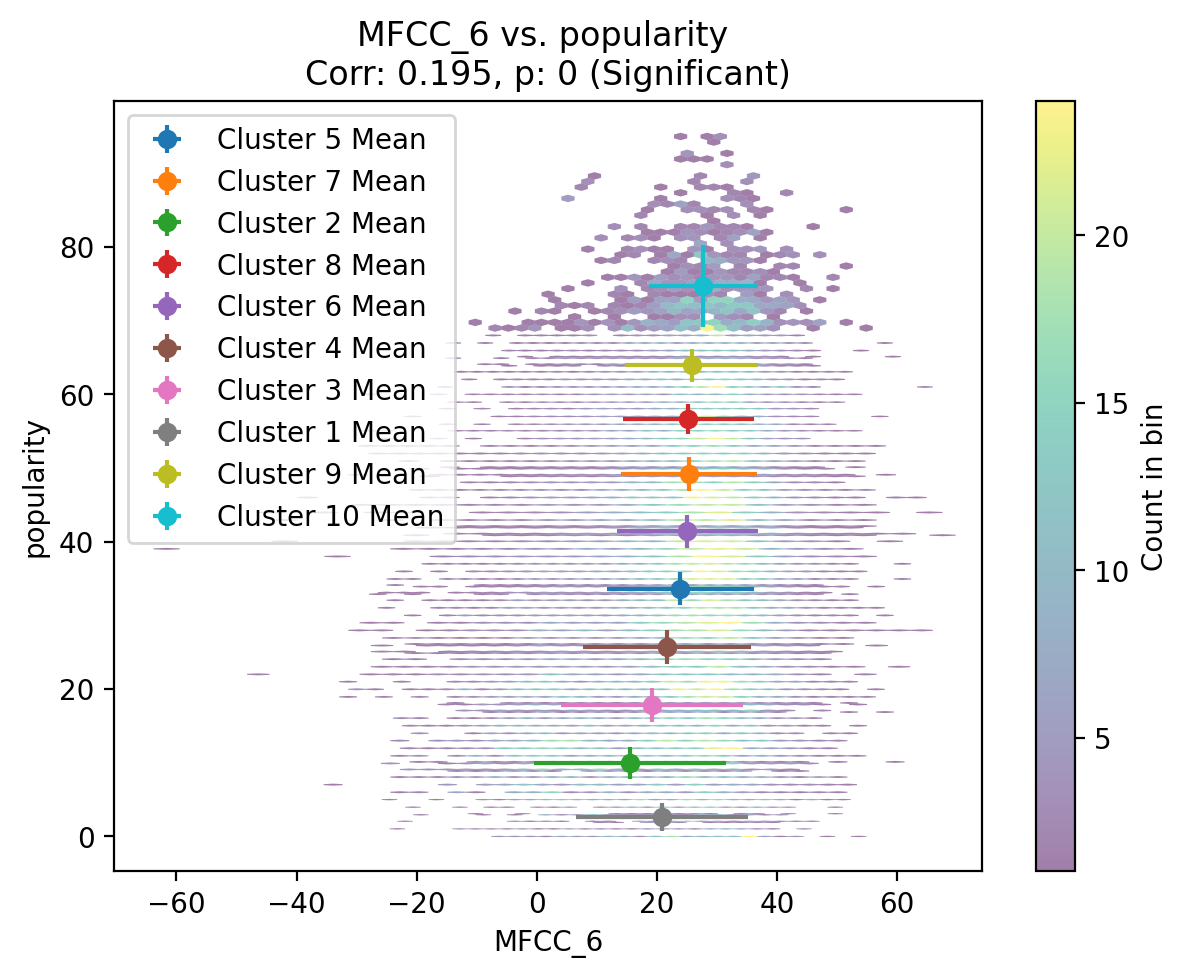 MFCC_6 vs. popularity
Corr: 0.195, p: 0 (Significant)
Cluster 5 Mean
Cluster 7 Mean
Cluster 2 Mean
Cluster 8 Mean
Cluster 6 Mean
Cluster 4 Mean
Cluster 3 Mean
Cluster 1 Mean
Cluster 9 Mean
Cluster 10 Mean
popularity
80
60
40
20
0
−60 −40 −20 0 20 40 60
MFCC_6
20
15
10
5
Count in bin